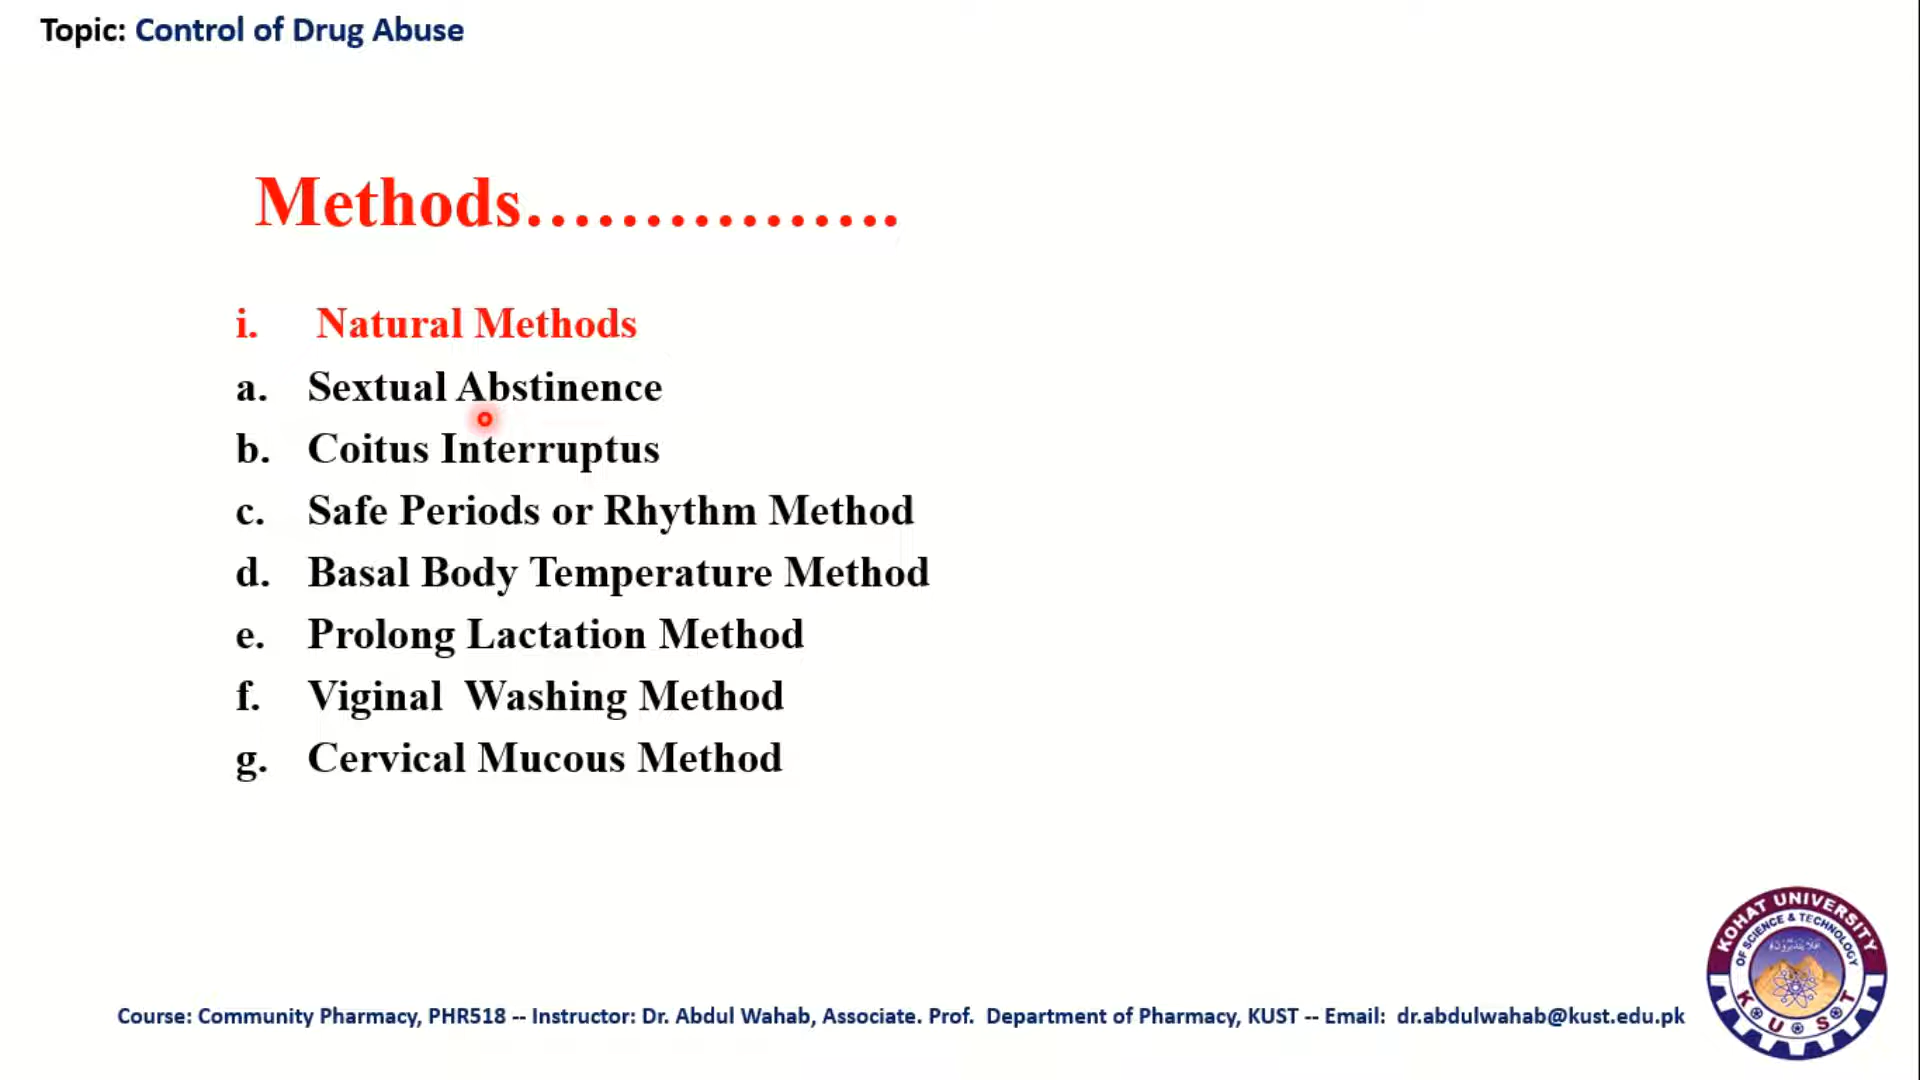 Topic: Control of Drug Abuse
Methods…………….
i. Natural Methods
a. Sextual Abstinence
b. Coitus Interruptus
c. Safe Periods or Rhythm Method
d. Basal Body Temperature Method
e. Prolong Lactation Method
f. Viginal Washing Method
g. Cervical Mucous Method
KOHAT UNIVERSITY
OF SCIENCE & TECHNOLOGY
K U S T
Course: Community Pharmacy, PHR518 -- Instructor: Dr. Abdul Wahab, Associate. Prof. Department of Pharmacy, KUST -- Email: dr.abdulwahab@kust.edu.pk